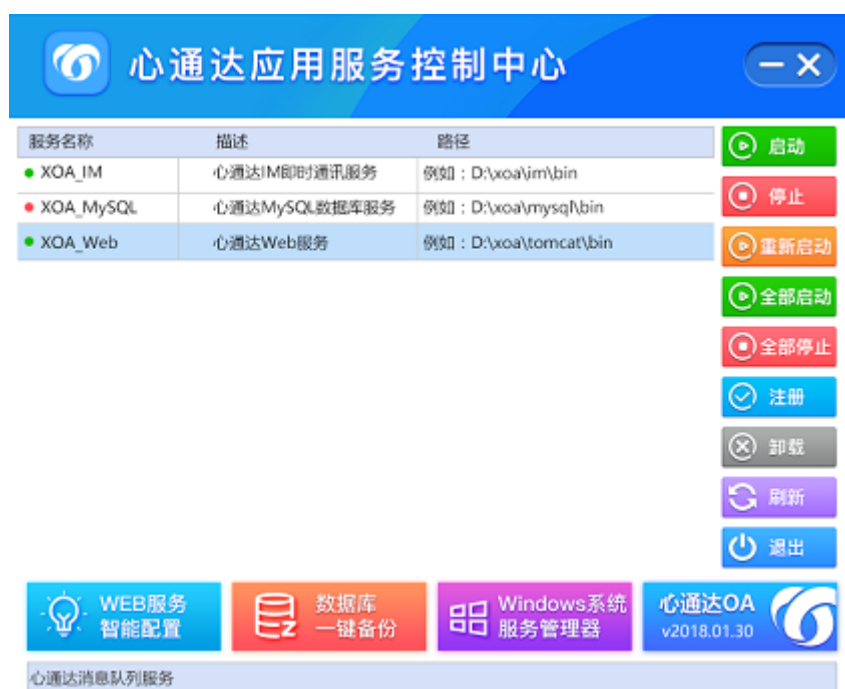 心通达应用服务控制中心
服务名称 描述 路径
XOA_IM 心通达IM即时通讯服务 例如：D:\xoa\im\bin
XOA_MySQL 心通达MySQL数据库服务 例如：D:\xoa\mysql\bin
XOA_Web 心通达Web服务 例如：D:\xoa\tomcat\bin
启动
停止
重新启动
全部启动
全部停止
注册
卸载
刷新
退出
WEB服务
智能配置
数据库
一键备份
Windows系统
服务管理器
心通达OA
v2018.01.30
心通达消息队列服务